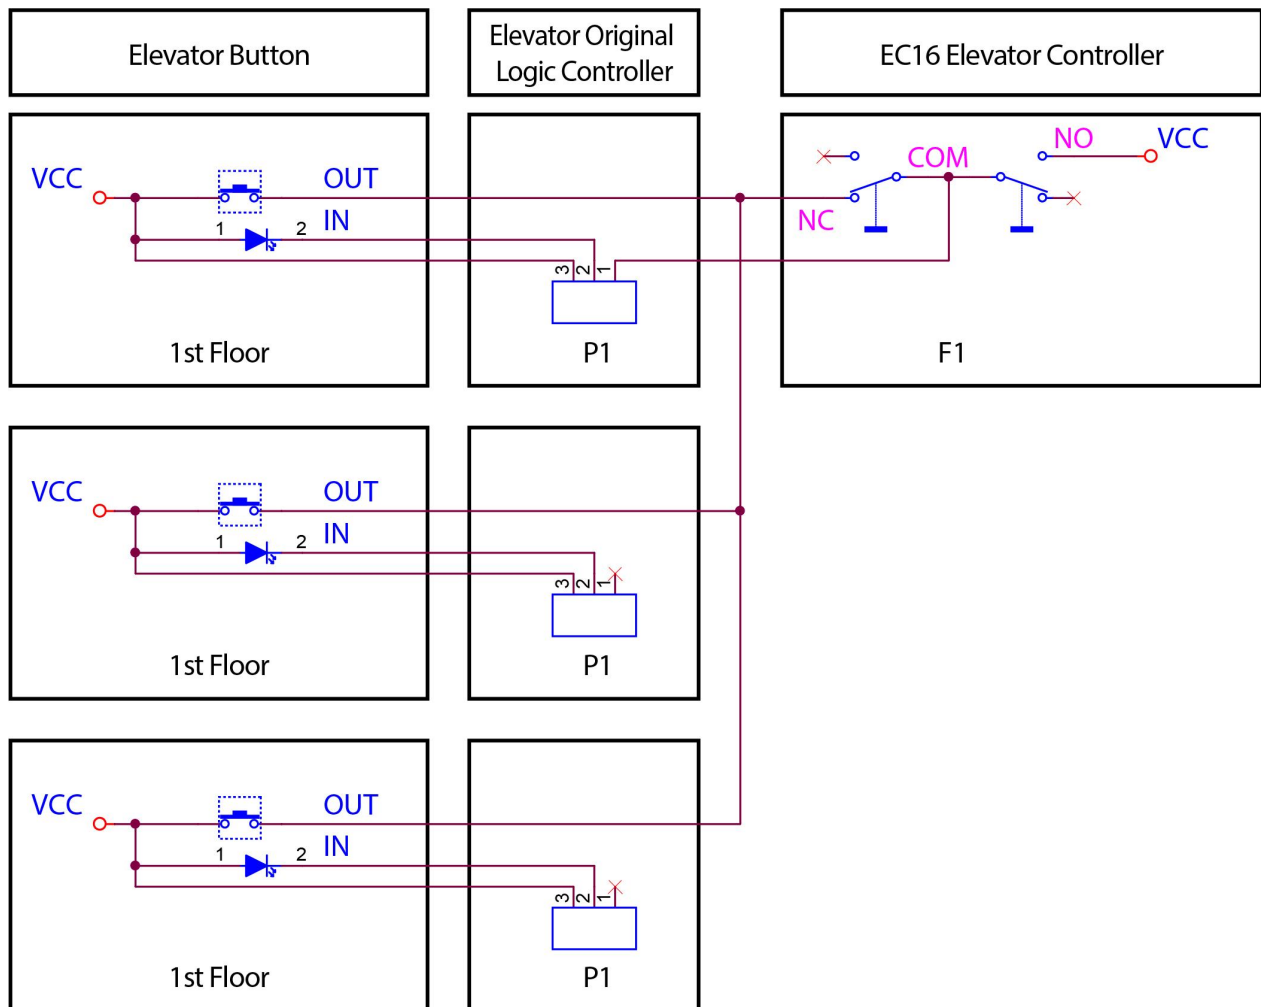 Elevator Button
Elevator Original
Logic Controller
EC16 Elevator Controller
VCC
OUT
IN
1
2
3
2
1
1st Floor
P1
NC
COM
NO
VCC
F1
VCC
OUT
IN
1
2
3
2
1
1st Floor
P1
VCC
OUT
IN
1
2
3
2
1
1st Floor
P1